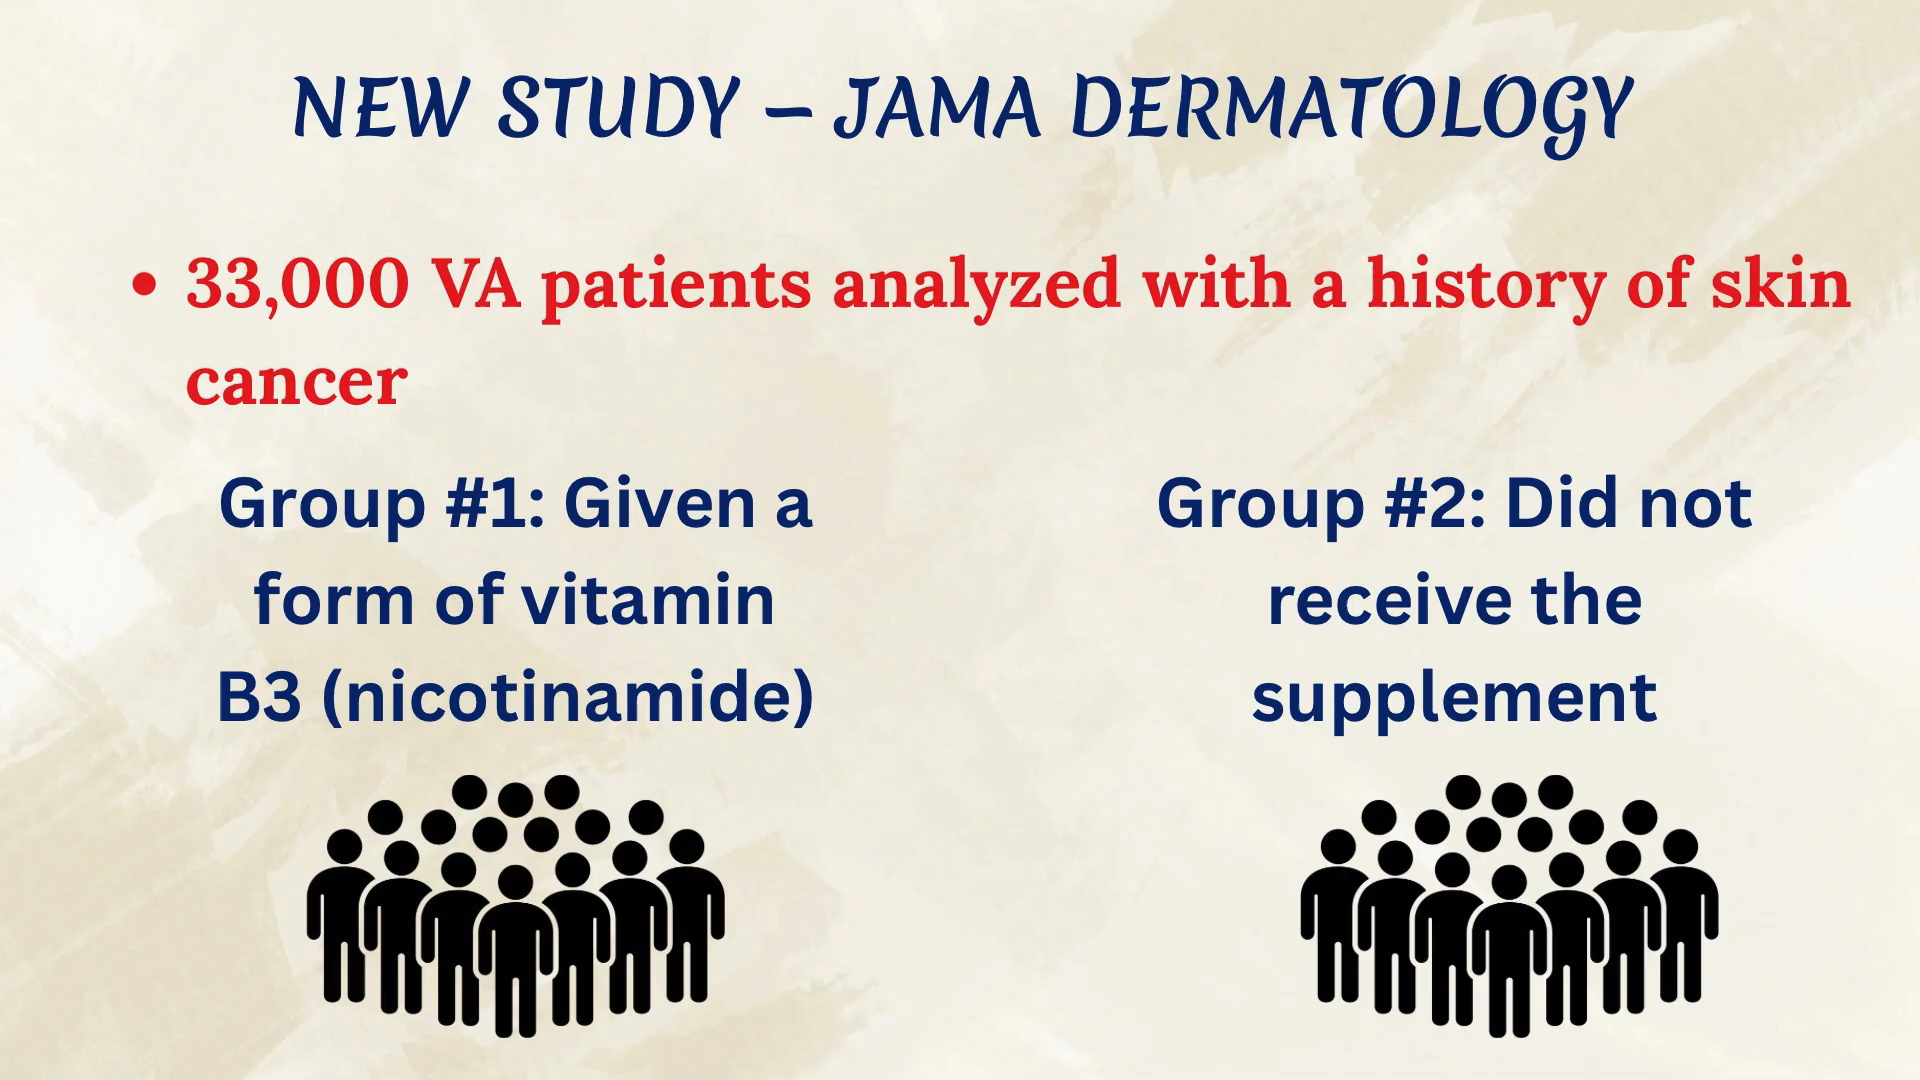 NEW STUDY – JAMA DERMATOLOGY
• 33,000 VA patients analyzed with a history of skin
cancer
Group #1: Given a
form of vitamin
B3 (nicotinamide)
Group #2: Did not
receive the
supplement